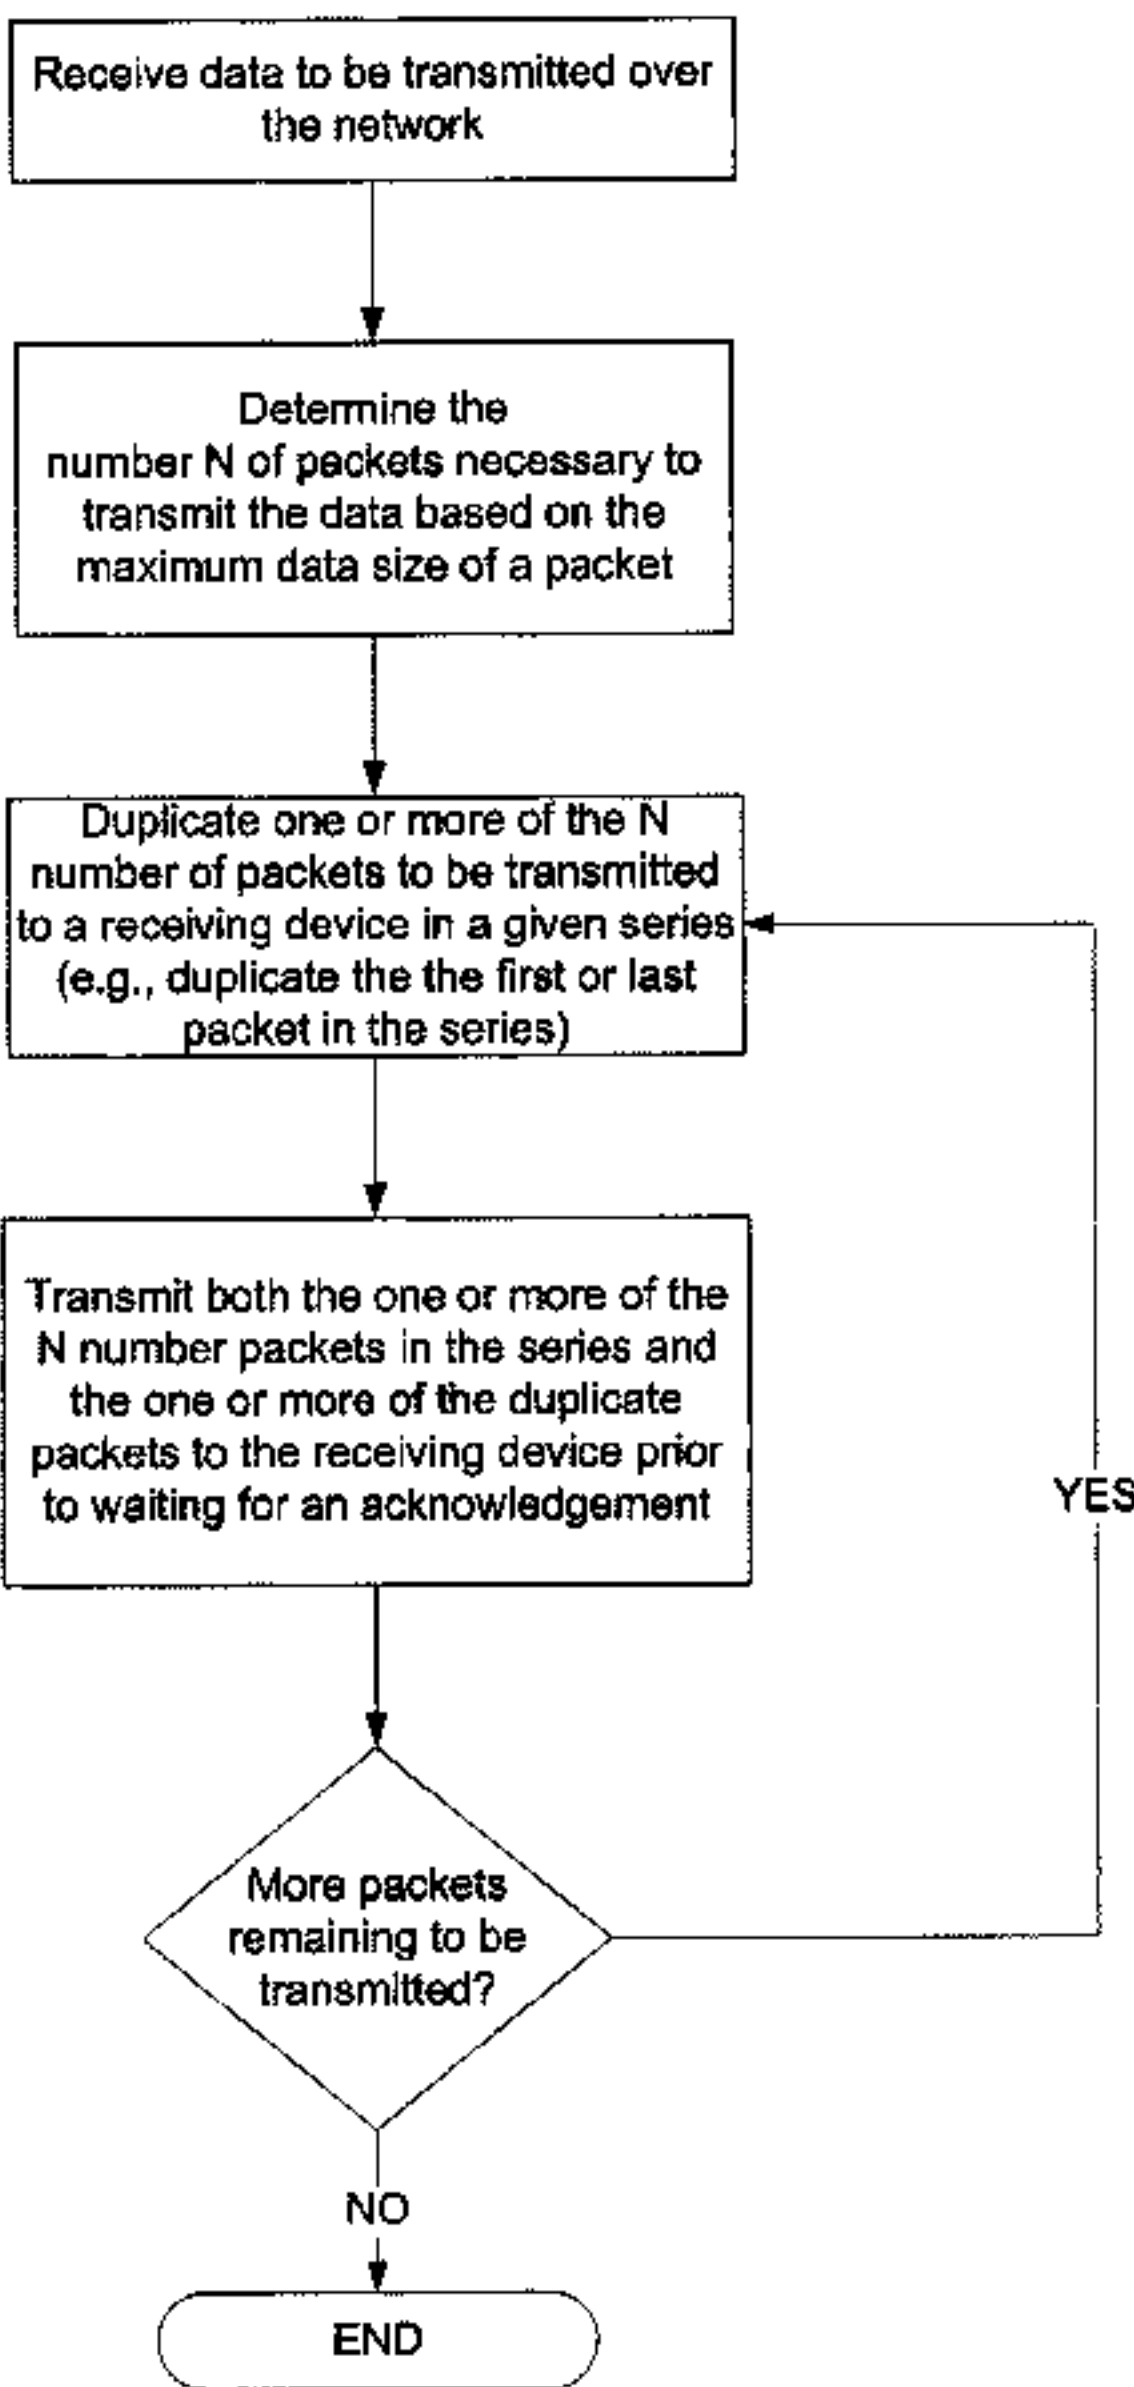 Receive data to be transmitted over
the network
Determine the
number N of packets necessary to
transmit the data based on the
maximum data size of a packet
Duplicate one or more of the N
number of packets to be transmitted
to a receiving device in a given series
(e.g., duplicate the the first or last
packet in the series)
Transmit both the one or more of the
N number packets in the series and
the one or more of the duplicate
packets to the receiving device prior
to waiting for an acknowledgement
YES
More packets
remaining to be
transmitted?
NO
END